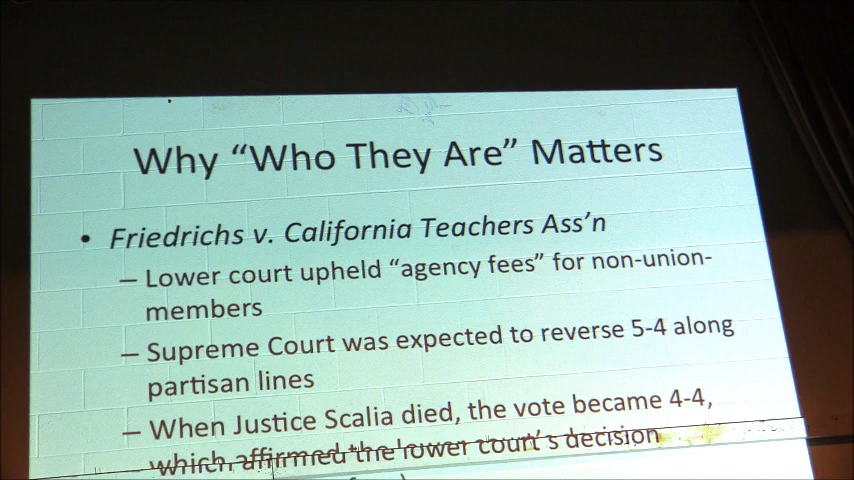 Why “Who They Are” Matters
• Friedrichs v. California Teachers Ass’n
– Lower court upheld “agency fees” for non-union-
members
– Supreme Court was expected to reverse 5-4 along
partisan lines
– When Justice Scalia died, the vote became 4-4,
which affirmed the lower court’s decision